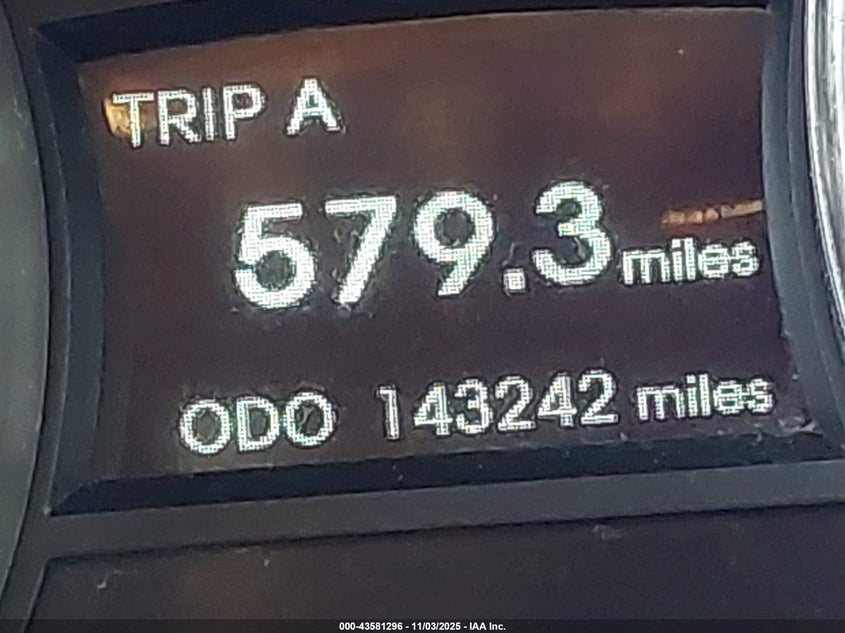 TRIP A
579.3 miles
ODO 143242 miles
000-43581296 - 11/03/2025 - IAA Inc.